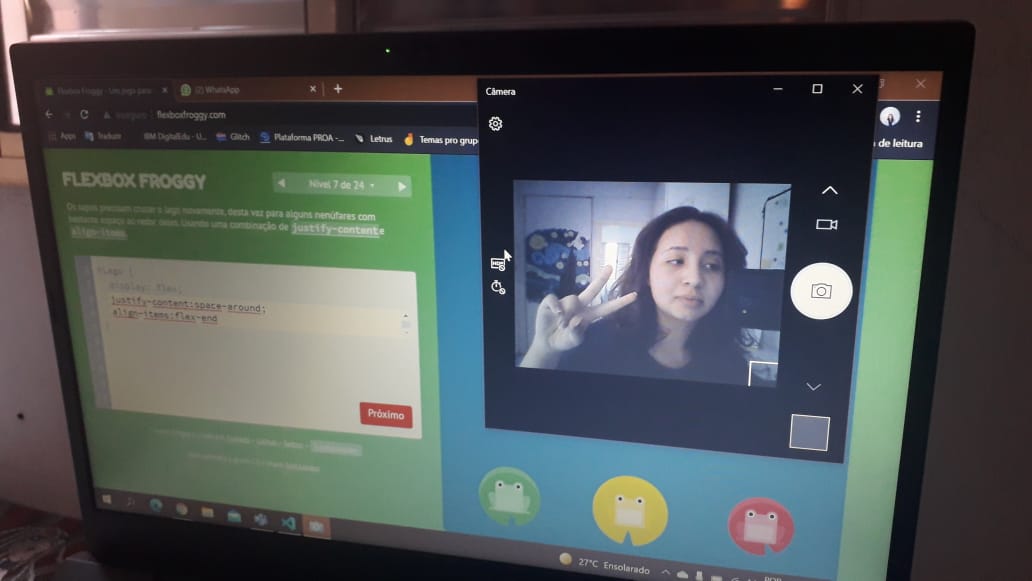 Flexbox Froggy - Um jogo para
(2) WhatsApp
flexboxfroggy.com
Apps
Traduzir
IBM DigitalEdu - U...
Glitch
Plataforma PROA -...
Letrus
Temas pro grup
de leitura
Câmera
FLEXBOX FROGGY
Nível 7 de 24
Os sapos precisam cruzar o lago novamente, desta vez para alguns nenúfares com
bastante espaço ao redor deles. Usando uma combinação de justify-content e
align-items.
#lago {
display: flex;
justify-content:space-around;
align-items:flex-end
Próximo
27°C Ensolarado
POR